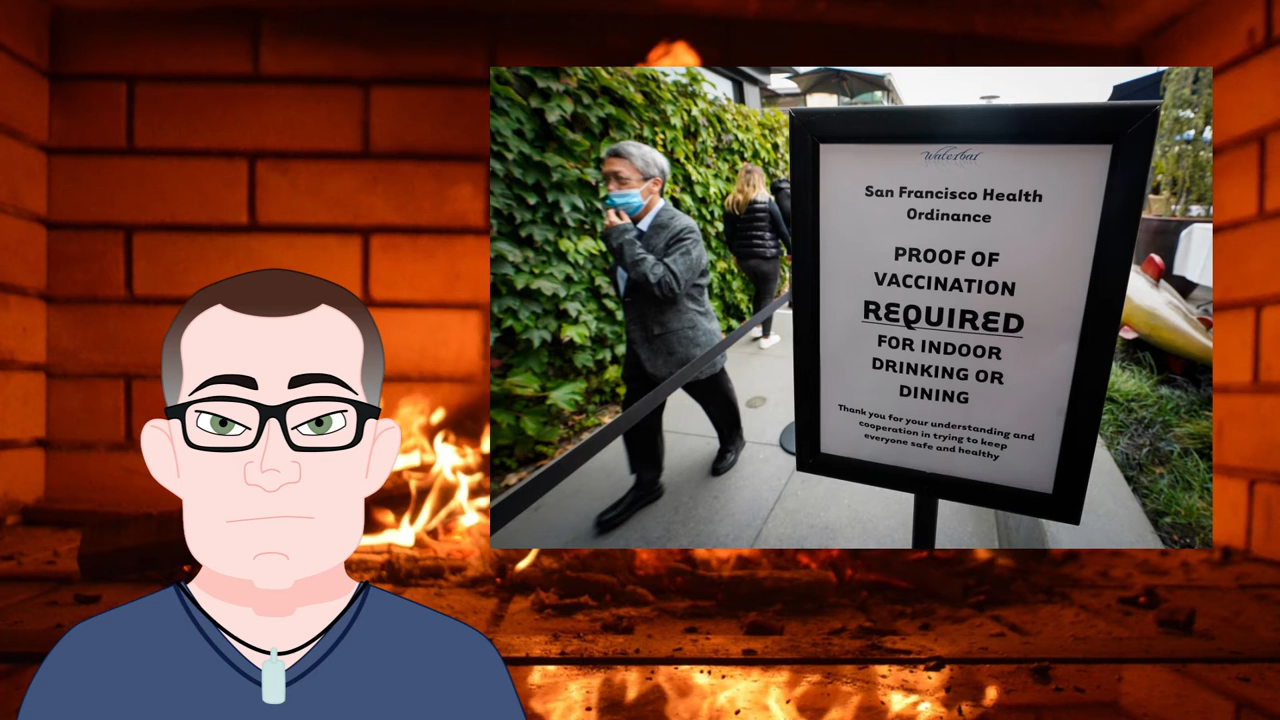 Waterbar
San Francisco Health
Ordinance
PROOF OF
VACCINATION
REQUIRED
FOR INDOOR
DRINKING OR
DINING
Thank you for your understanding and
cooperation in trying to keep
everyone safe and healthy